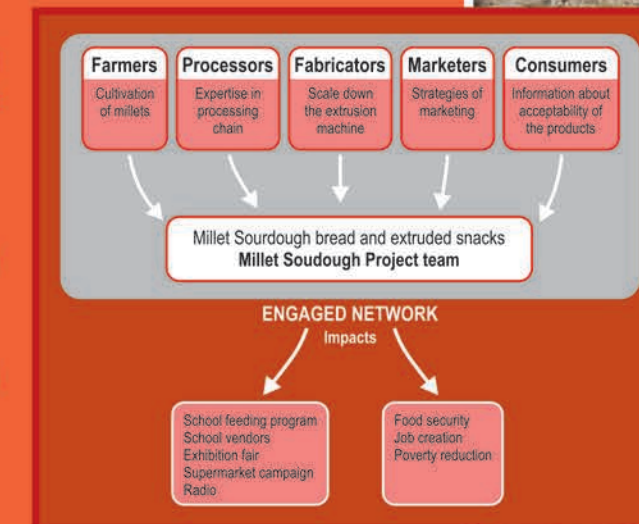 Farmers
Cultivation
of millets
Processors
Expertise in
processing
chain
Fabricators
Scale down
the extrusion
machine
Marketers
Strategies of
marketing
Consumers
Information about
acceptability of
the products
Millet Sourdough bread and extruded snacks
Millet Soudough Project team
ENGAGED NETWORK
Impacts
School feeding program
School vendors
Exhibition fair
Supermarket campaign
Radio
Food security
Job creation
Poverty reduction